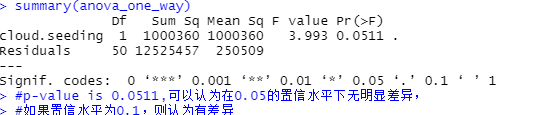 > summary(anova_one_way)
Df Sum Sq Mean Sq F value Pr(>F)
cloud.seeding 1 1000360 1000360 3.993 0.0511 .
Residuals 50 12525457 250509
---
Signif. codes: 0 ‘***’ 0.001 ‘**’ 0.01 ‘*’ 0.05 ‘.’ 0.1 ‘ ’ 1
> #p-value is 0.0511,可以认为在0.05的置信水平下无明显差异,
> #如果置信水平为0.1，则认为有差异